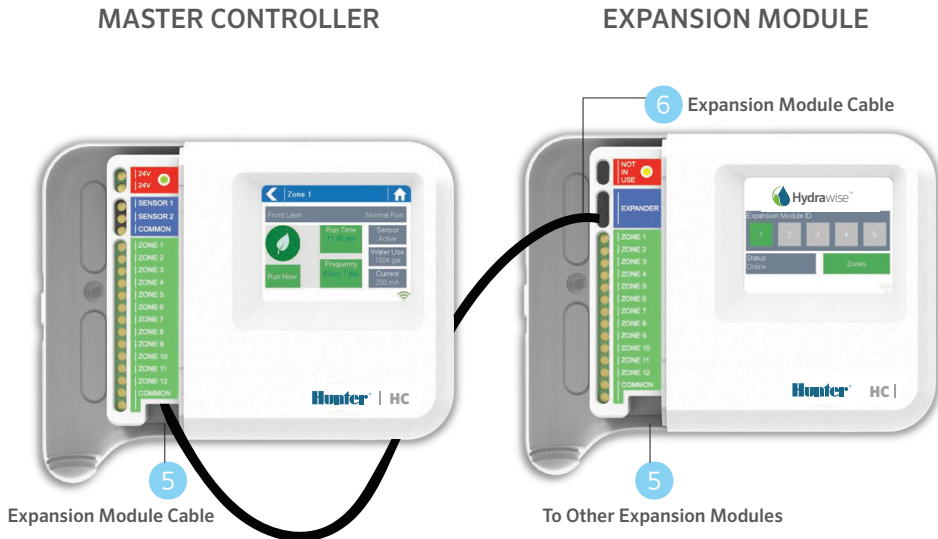 MASTER CONTROLLER
EXPANSION MODULE
6 Expansion Module Cable
24V
24V
SENSOR 1
SENSOR 2
COMMON
ZONE 1
ZONE 2
ZONE 3
ZONE 4
ZONE 5
ZONE 6
ZONE 7
ZONE 8
ZONE 9
ZONE 10
ZONE 11
ZONE 12
COMMON
Zone 1
Front Lawn Normal Run
Run Time
11:45 am
Sensor
Active
Water Use
1504 gal
Run Now
Frequency
Every 7 day
Current
250 mA
Hunter® | HC
5
Expansion Module Cable
NOT
IN
USE
EXPANDER
ZONE 1
ZONE 2
ZONE 3
ZONE 4
ZONE 5
ZONE 6
ZONE 7
ZONE 8
ZONE 9
ZONE 10
ZONE 11
ZONE 12
COMMON
Hydrawise™
Expansion Module ID
1 2 3 4 5
Status
Online
Zones
Hunter® HC |
5
To Other Expansion Modules